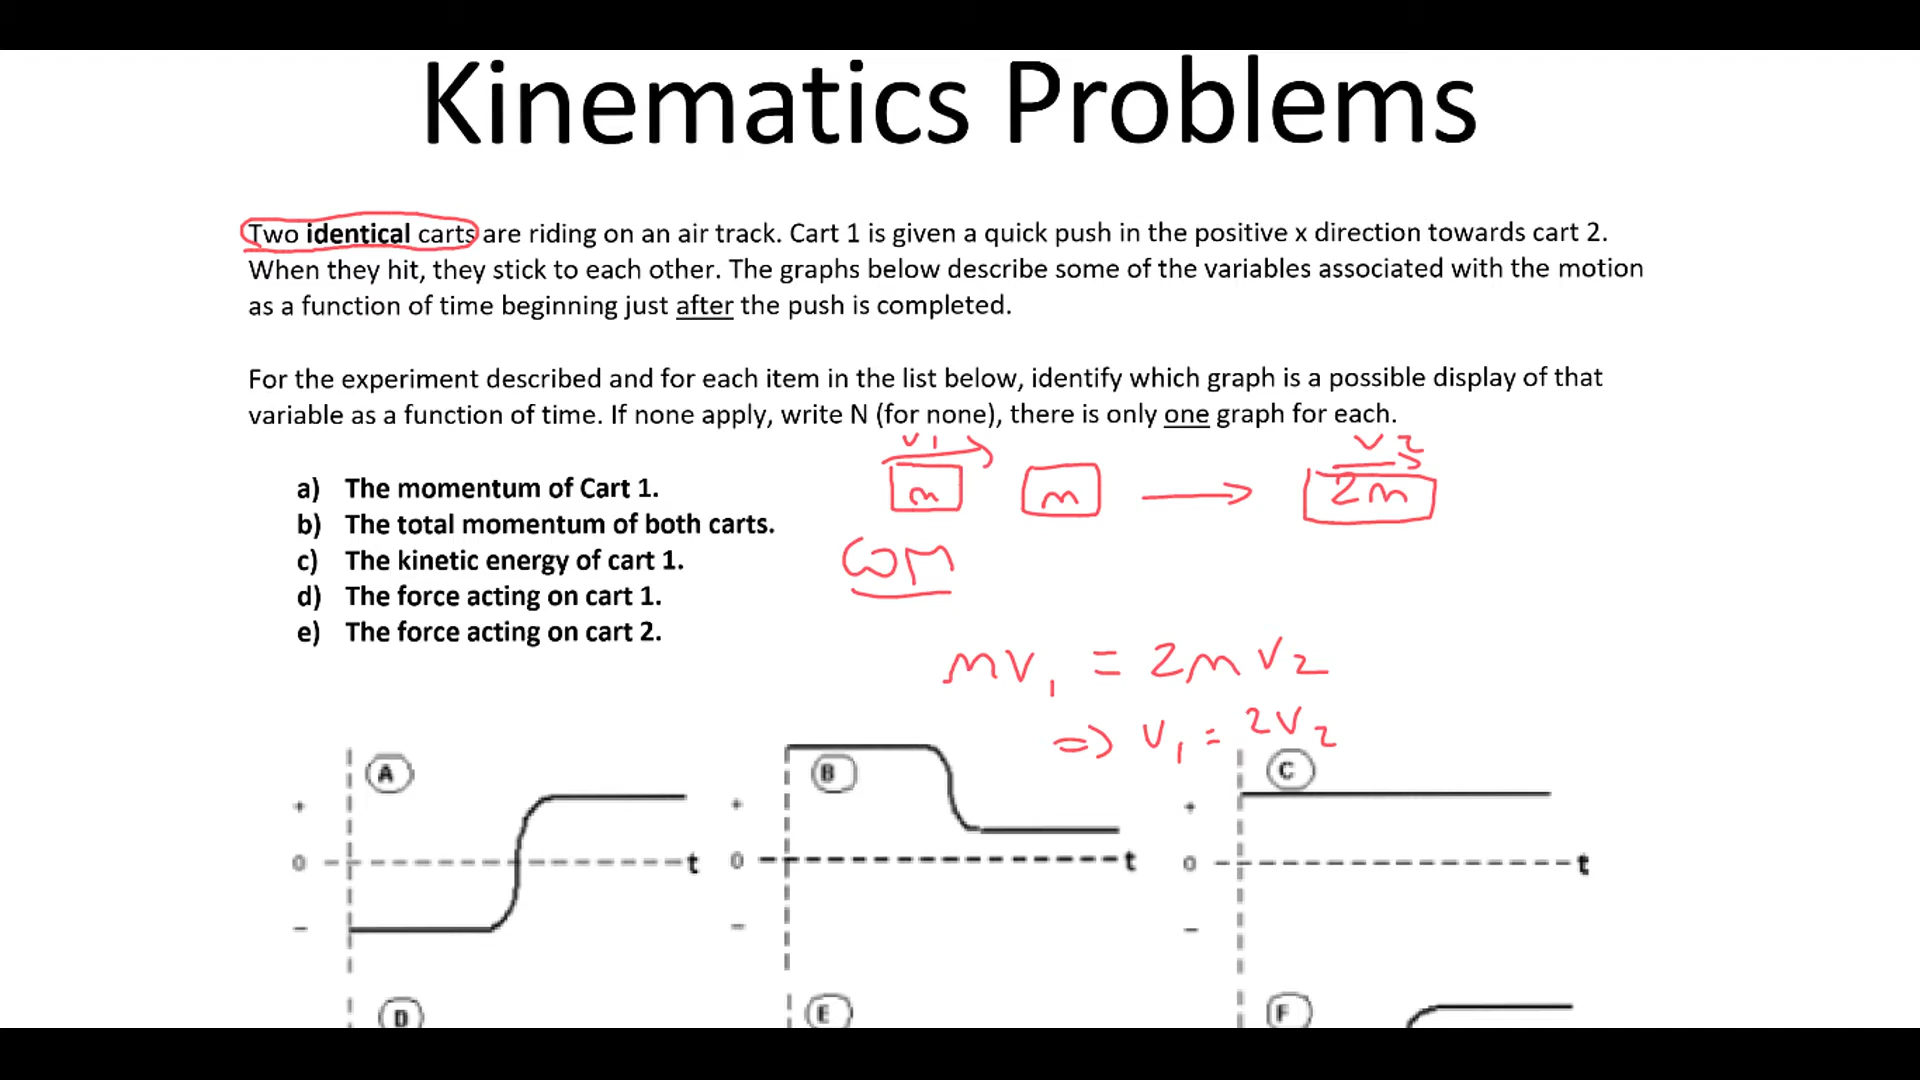 Kinematics Problems
Two identical carts are riding on an air track. Cart 1 is given a quick push in the positive x direction towards cart 2.
When they hit, they stick to each other. The graphs below describe some of the variables associated with the motion
as a function of time beginning just after the push is completed.
For the experiment described and for each item in the list below, identify which graph is a possible display of that
variable as a function of time. If none apply, write N (for none), there is only one graph for each.
v1 v2
m m 2m
a) The momentum of Cart 1.
b) The total momentum of both carts.
c) The kinetic energy of cart 1.
d) The force acting on cart 1.
e) The force acting on cart 2.
COM
mv1 = 2mv2
⇒ v1 = 2v2
A B C
+ + +
0 t 0 t 0 t
− − −
D E F